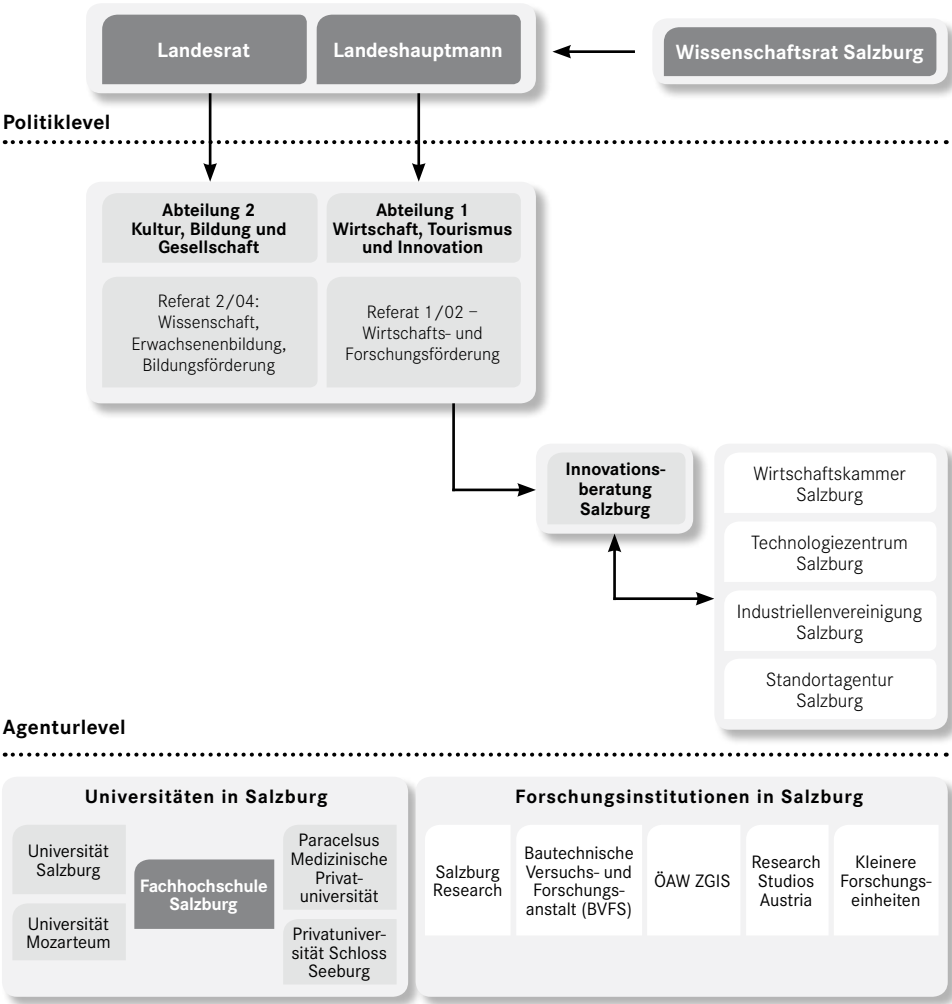 Landesrat
Landeshauptmann
Wissenschaftsrat Salzburg
Politiklevel
Abteilung 2
Kultur, Bildung und
Gesellschaft
Abteilung 1
Wirtschaft, Tourismus
und Innovation
Referat 2/04:
Wissenschaft,
Erwachsenenbildung,
Bildungsförderung
Referat 1/02 –
Wirtschafts- und
Forschungsförderung
Innovations-
beratung
Salzburg
Wirtschaftskammer
Salzburg
Technologiezentrum
Salzburg
Industriellenvereinigung
Salzburg
Standortagentur
Salzburg
Agenturlevel
Universitäten in Salzburg
Universität
Salzburg
Universität
Mozarteum
Fachhochschule
Salzburg
Paracelsus
Medizinische
Privat-
universität
Privatuniver-
sität Schloss
Seeburg
Forschungsinstitutionen in Salzburg
Salzburg
Research
Bautechnische
Versuchs- und
Forschungs-
anstalt (BVFS)
ÖAW ZGIS
Research
Studios
Austria
Kleinere
Forschungs-
einheiten